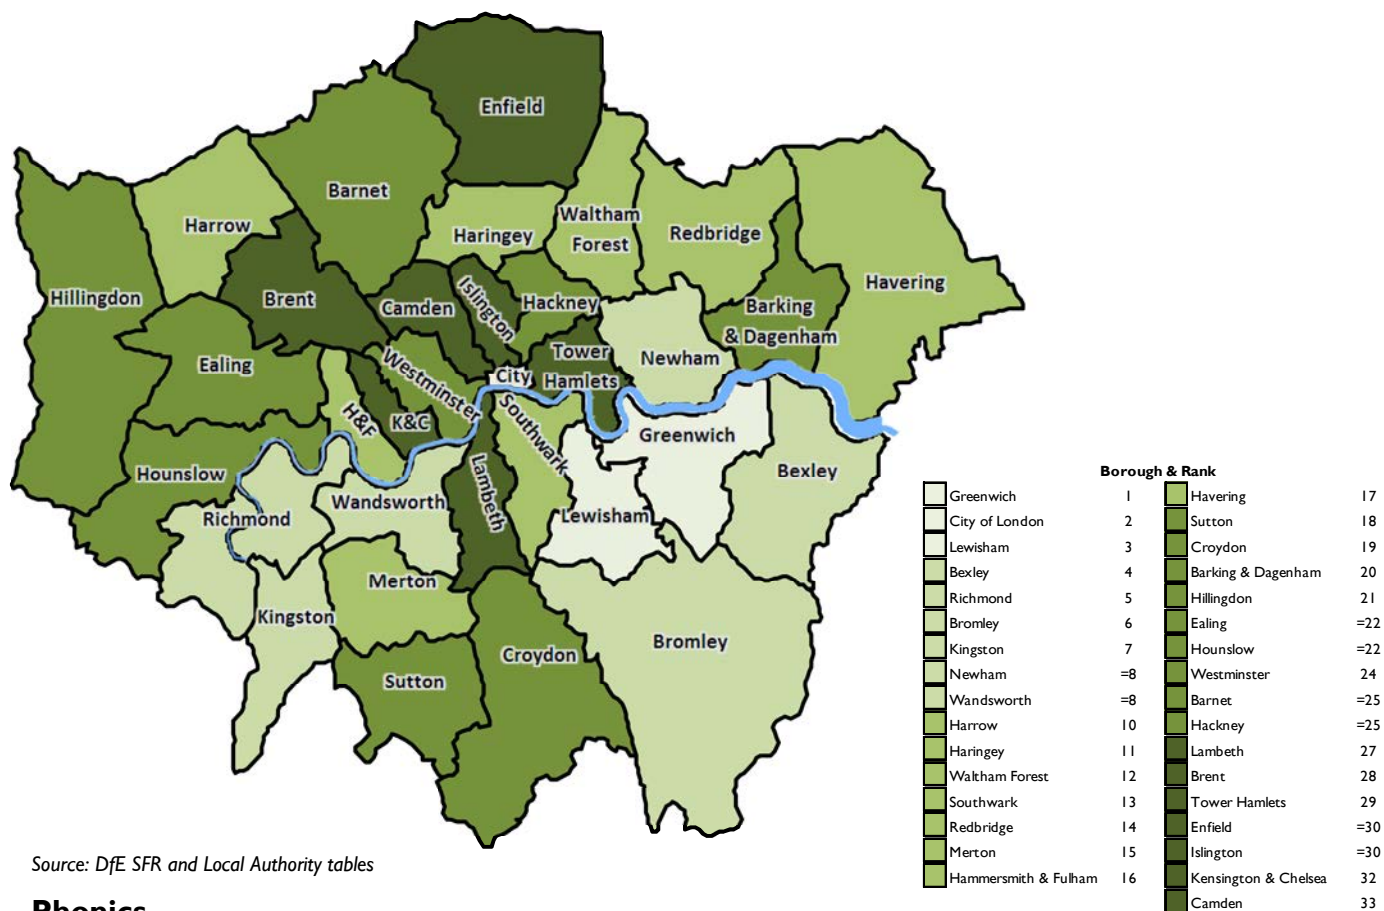 Enfield
Barnet
Harrow
Haringey
Waltham
Forest
Redbridge
Havering
Hillingdon
Brent
Camden
Islington
Hackney
Barking
& Dagenham
Ealing
Westminster
City
Tower
Hamlets
Newham
H&F
K&C
Southwark
Greenwich
Hounslow
Wandsworth
Lambeth
Bexley
Richmond
Lewisham
Merton
Kingston
Croydon
Bromley
Sutton
Borough & Rank
Greenwich 1
City of London 2
Lewisham 3
Bexley 4
Richmond 5
Bromley 6
Kingston 7
Newham =8
Wandsworth =8
Harrow 10
Haringey 11
Waltham Forest 12
Southwark 13
Redbridge 14
Merton 15
Hammersmith & Fulham 16
Havering 17
Sutton 18
Croydon 19
Barking & Dagenham 20
Hillingdon 21
Ealing =22
Hounslow =22
Westminster 24
Barnet =25
Hackney =25
Lambeth 27
Brent 28
Tower Hamlets 29
Enfield =30
Islington =30
Kensington & Chelsea 32
Camden 33
Source: DfE SFR and Local Authority tables
Phonics